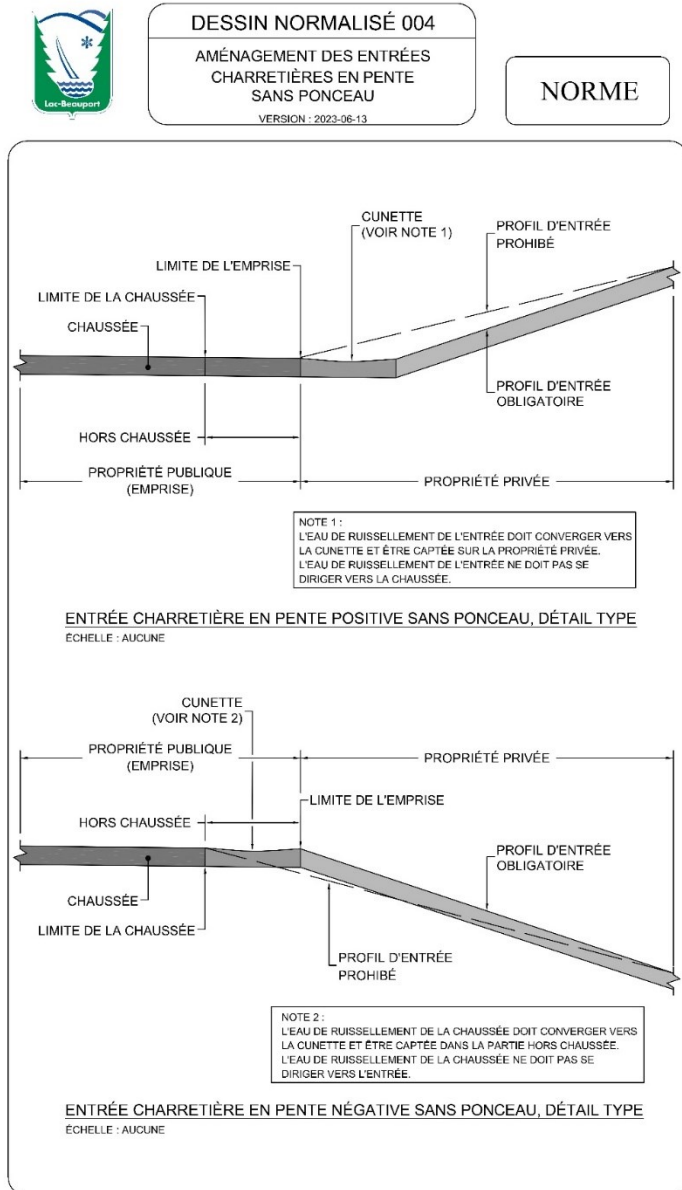 Lac-Beauport
DESSIN NORMALISÉ 004
AMÉNAGEMENT DES ENTRÉES
CHARRETIÈRES EN PENTE
SANS PONCEAU
VERSION : 2023-06-13
NORME
CUNETTE
(VOIR NOTE 1)
PROFIL D'ENTRÉE
PROHIBÉ
LIMITE DE L'EMPRISE
LIMITE DE LA CHAUSSÉE
CHAUSSÉE
PROFIL D'ENTRÉE
OBLIGATOIRE
HORS CHAUSSÉE
PROPRIÉTÉ PUBLIQUE
(EMPRISE)
PROPRIÉTÉ PRIVÉE
NOTE 1 :
L'EAU DE RUISSELLEMENT DE L'ENTRÉE DOIT CONVERGER VERS
LA CUNETTE ET ÊTRE CAPTÉE SUR LA PROPRIÉTÉ PRIVÉE.
L'EAU DE RUISSELLEMENT DE L'ENTRÉE NE DOIT PAS SE
DIRIGER VERS LA CHAUSSÉE.
ENTRÉE CHARRETIÈRE EN PENTE POSITIVE SANS PONCEAU, DÉTAIL TYPE
ÉCHELLE : AUCUNE
CUNETTE
(VOIR NOTE 2)
PROPRIÉTÉ PUBLIQUE
(EMPRISE)
PROPRIÉTÉ PRIVÉE
HORS CHAUSSÉE
LIMITE DE L'EMPRISE
PROFIL D'ENTRÉE
OBLIGATOIRE
CHAUSSÉE
LIMITE DE LA CHAUSSÉE
PROFIL D'ENTRÉE
PROHIBÉ
NOTE 2 :
L'EAU DE RUISSELLEMENT DE LA CHAUSSÉE DOIT CONVERGER VERS
LA CUNETTE ET ÊTRE CAPTÉE DANS LA PARTIE HORS CHAUSSÉE.
L'EAU DE RUISSELLEMENT DE LA CHAUSSÉE NE DOIT PAS SE
DIRIGER VERS L'ENTRÉE.
ENTRÉE CHARRETIÈRE EN PENTE NÉGATIVE SANS PONCEAU, DÉTAIL TYPE
ÉCHELLE : AUCUNE